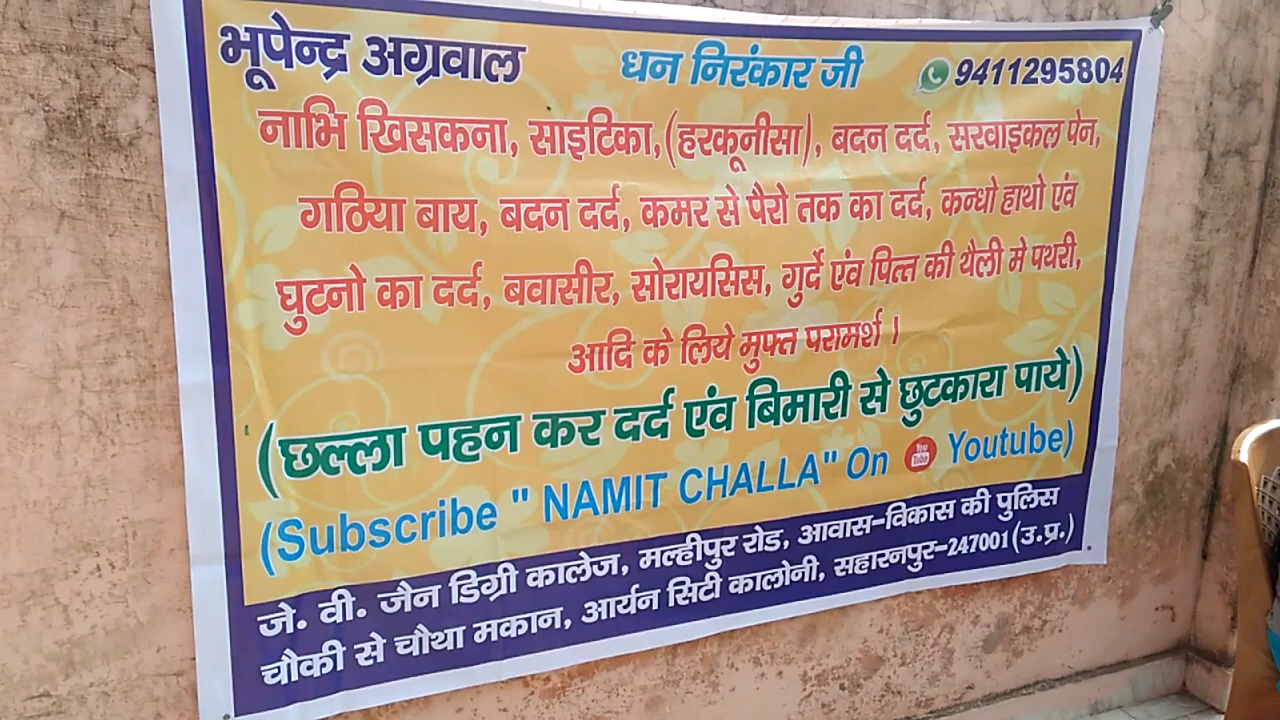 भूपेन्द्र अग्रवाल धन निरंकार जी 9411295804
नाभि खिसकना, साइटिका,(हरकूनीसा), बदन दर्द, सरवाइकल पेन,
गठिया बाय, बदन दर्द, कमर से पैरो तक का दर्द, कन्धो हाथो एंव
घुटनो का दर्द, बवासीर, सोरायसिस, गुर्दे एंव पित्त की थैली मे पथरी,
आदि के लिये मुफ्त परामर्श ।
(छल्ला पहन कर दर्द एंव बिमारी से छुटकारा पाये)
(Subscribe " NAMIT CHALLA" On You Tube Youtube)
जे. वी. जैन डिग्री कालेज, मल्हीपुर रोड, आवास-विकास की पुलिस
चौकी से चौथा मकान, आर्यन सिटी कालोनी, सहारनपुर-247001(उ.प्र.)